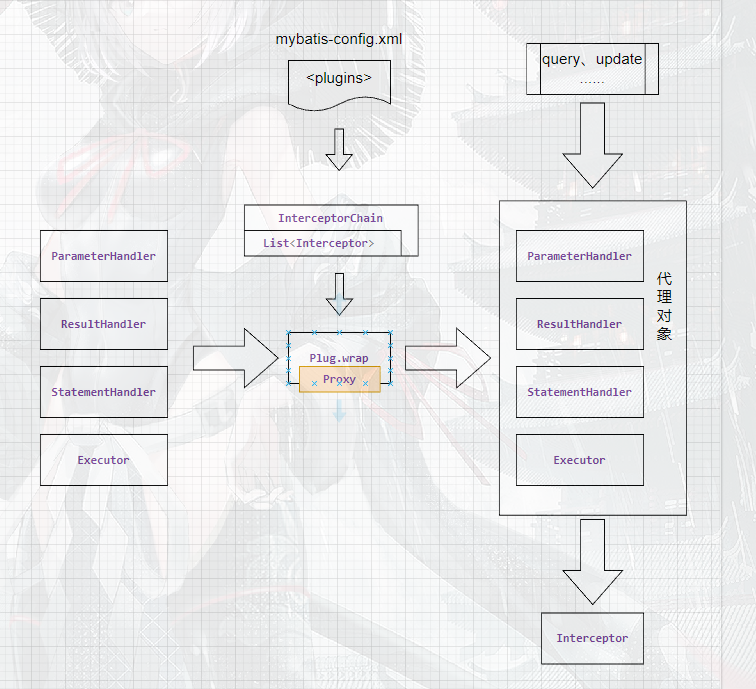 mybatis-config.xml
<plugins>
query、update
……
InterceptorChain
List<Interceptor>
ParameterHandler
ResultHandler
StatementHandler
Executor
Plug.wrap
Proxy
ParameterHandler
ResultHandler
StatementHandler
Executor
代理对象
Interceptor